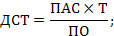 ДСТ = ПАС × Т / ПО;